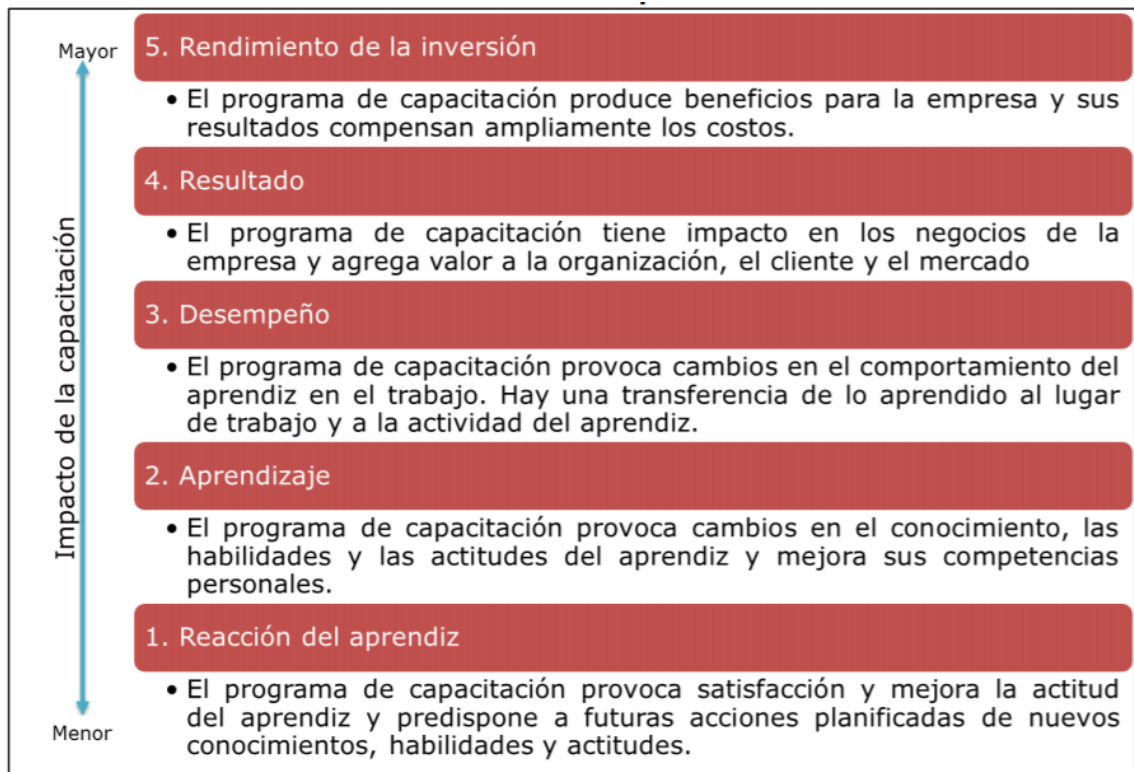 Mayor
5. Rendimiento de la inversión
• El programa de capacitación produce beneficios para la empresa y sus
resultados compensan ampliamente los costos.
4. Resultado
• El programa de capacitación tiene impacto en los negocios de la
empresa y agrega valor a la organización, el cliente y el mercado
3. Desempeño
• El programa de capacitación provoca cambios en el comportamiento del
aprendiz en el trabajo. Hay una transferencia de lo aprendido al lugar
de trabajo y a la actividad del aprendiz.
2. Aprendizaje
• El programa de capacitación provoca cambios en el conocimiento, las
habilidades y las actitudes del aprendiz y mejora sus competencias
personales.
1. Reacción del aprendiz
• El programa de capacitación provoca satisfacción y mejora la actitud
del aprendiz y predispone a futuras acciones planificadas de nuevos
conocimientos, habilidades y actitudes.
Menor
Impacto de la capacitación